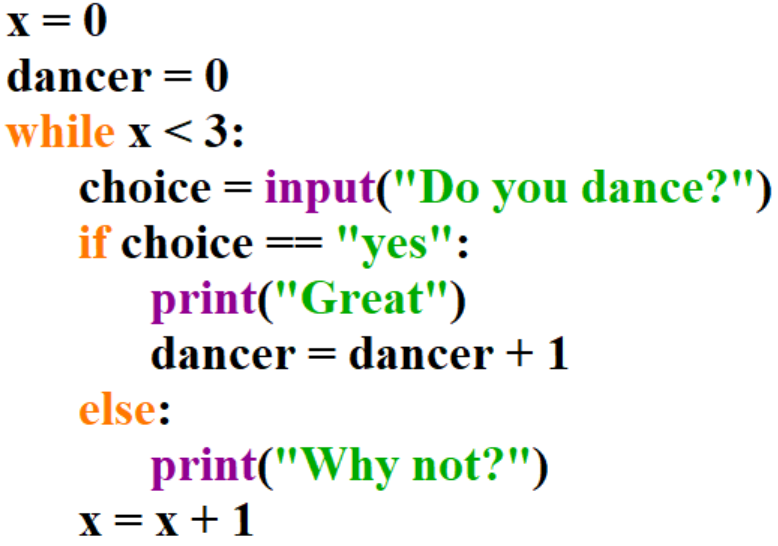 x = 0
dancer = 0
while x < 3:
    choice = input("Do you dance?")
    if choice == "yes":
        print("Great")
        dancer = dancer + 1
    else:
        print("Why not?")
    x = x + 1